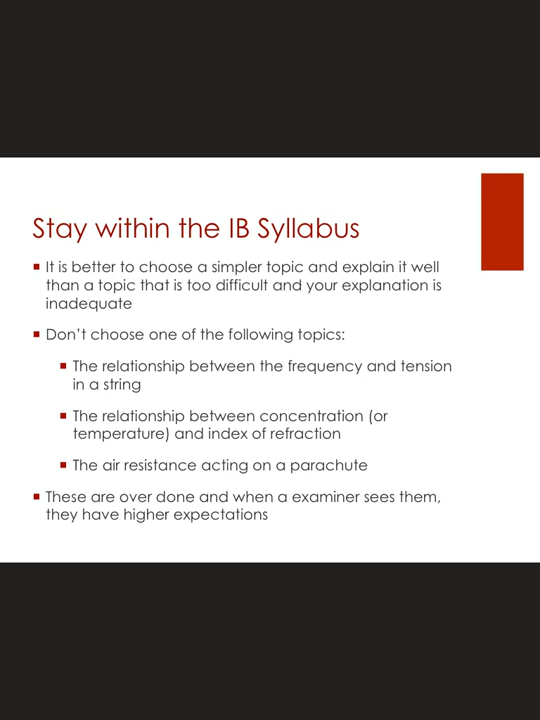 Stay within the IB Syllabus
It is better to choose a simpler topic and explain it well
than a topic that is too difficult and your explanation is
inadequate
Don't choose one of the following topics:
The relationship between the frequency and tension
in a string
The relationship between concentration (or
temperature) and index of refraction
The air resistance acting on a parachute
These are over done and when a examiner sees them,
they have higher expectations